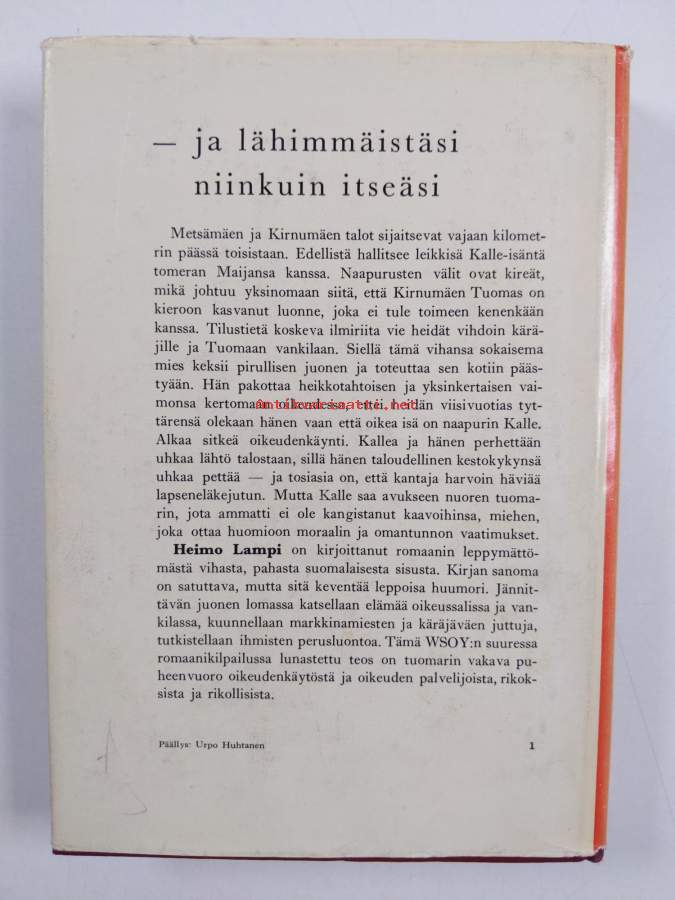 — ja lähimmäistäsi
niinkuin itseäsi
Metsämäen ja Kirnumäen talot sijaitsevat vajaan kilomet-
rin päässä toisistaan. Edellistä hallitsee leikkisä Kalle-isäntä
tomeran Maijansa kanssa. Naapurusten välit ovat kireät,
mikä johtuu yksinomaan siitä, että Kirnumäen Tuomas on
kieroon kasvanut luonne, joka ei tule toimeen kenenkään
kanssa. Tilustietä koskeva ilmiriita vie heidät vihdoin kärä-
jille ja Tuomaan vankilaan. Siellä tämä vihansa sokaisema
mies keksii pirullisen juonen ja toteuttaa sen kotiin pääs-
tyään. Hän pakottaa heikkotahtoisen ja yksinkertaisen vai-
monsa kertomaan oikeudessa, ettei heidän viisivuotias tyt-
tärensä olekaan hänen vaan että oikea isä on naapurin Kalle.
Alkaa sitkeä oikeudenkäynti. Kallea ja hänen perhettään
uhkaa lähtö talostaan, sillä hänen taloudellinen kestokykynsä
uhkaa pettää — ja tosiasia on, että kantaja harvoin häviää
lapseneläkejutun. Mutta Kalle saa avukseen nuoren tuoma-
rin, jota ammatti ei ole kangistanut kaavoihinsa, miehen,
joka ottaa huomioon moraalin ja omantunnon vaatimukset.
Heimo Lampi on kirjoittanut romaanin leppymättö-
mästä vihasta, pahasta suomalaisesta sisusta. Kirjan sanoma
on satuttava, mutta sitä keventää leppoisa huumori. Jännit-
tävän juonen lomassa katsellaan elämää oikeussalissa ja van-
kilassa, kuunnellaan markkinamiesten ja käräjäväen juttuja,
tutkistellaan ihmisten perusluontoa. Tämä WSOY:n suuressa
romaanikilpailussa lunastettu teos on tuomarin vakava pu-
heenvuoro oikeudenkäytöstä ja oikeuden palvelijoista, rikok-
sista ja rikollisista.
Päällys: Urpo Huhtanen 1